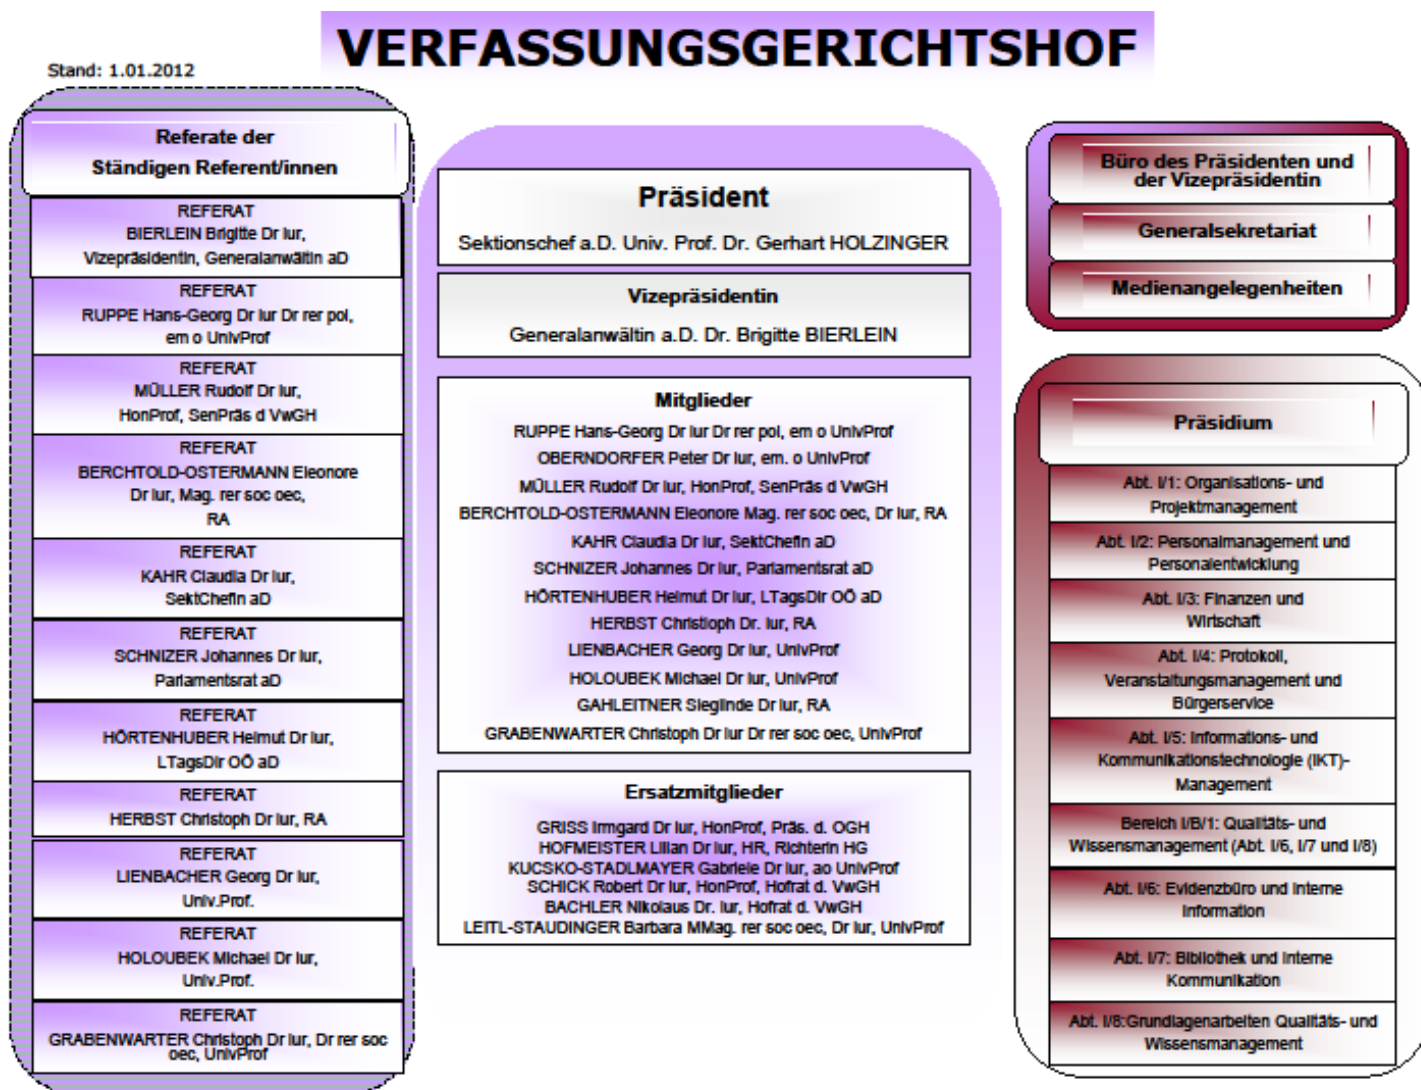 VERFASSUNGSGERICHTSHOF
Stand: 1.01.2012
Referate der
Ständigen Referent/innen
REFERAT
BIERLEIN Brigitte Dr iur,
Vizepräsidentin, Generalanwältin aD
REFERAT
RUPPE Hans-Georg Dr iur Dr rer pol,
em o UnivProf
REFERAT
MÜLLER Rudolf Dr iur,
HonProf, SenPräs d VwGH
REFERAT
BERCHTOLD-OSTERMANN Eleonore
Dr iur, Mag. rer soc oec,
RA
REFERAT
KAHR Claudia Dr iur,
SektChefin aD
REFERAT
SCHNIZER Johannes Dr iur,
Parlamentsrat aD
REFERAT
HÖRTENHUBER Helmut Dr iur,
LTagsDir OÖ aD
REFERAT
HERBST Christoph Dr iur, RA
REFERAT
LIENBACHER Georg Dr iur,
Univ.Prof.
REFERAT
HOLOUBEK Michael Dr iur,
Univ.Prof.
REFERAT
GRABENWARTER Christoph Dr iur, Dr rer soc
oec, UnivProf
Präsident
Sektionschef a.D. Univ. Prof. Dr. Gerhart HOLZINGER
Vizepräsidentin
Generalanwältin a.D. Dr. Brigitte BIERLEIN
Mitglieder
RUPPE Hans-Georg Dr iur Dr rer pol, em o UnivProf
OBERNDORFER Peter Dr iur, em. o UnivProf
MÜLLER Rudolf Dr iur, HonProf, SenPräs d VwGH
BERCHTOLD-OSTERMANN Eleonore Mag. rer soc oec, Dr iur, RA
KAHR Claudia Dr iur, SektChefin aD
SCHNIZER Johannes Dr iur, Parlamentsrat aD
HÖRTENHUBER Helmut Dr iur, LTagsDir OÖ aD
HERBST Christioph Dr. iur, RA
LIENBACHER Georg Dr iur, UnivProf
HOLOUBEK Michael Dr iur, UnivProf
GAHLEITNER Sieglinde Dr iur, RA
GRABENWARTER Christoph Dr iur Dr rer soc oec, UnivProf
Ersatzmitglieder
GRISS Irmgard Dr iur, HonProf, Präs. d. OGH
HOFMEISTER Lilian Dr iur, HR, Richterin HG
KUCSKO-STADLMAYER Gabriele Dr iur, ao UnivProf
SCHICK Robert Dr iur, HonProf, Hofrat d. VwGH
BACHLER Nikolaus Dr. iur, Hofrat d. VwGH
LEITL-STAUDINGER Barbara MMag. rer soc oec, Dr iur, UnivProf
Büro des Präsidenten und
der Vizepräsidentin
Generalsekretariat
Medienangelegenheiten
Präsidium
Abt. I/1: Organisations- und
Projektmanagement
Abt. I/2: Personalmanagement und
Personalentwicklung
Abt. I/3: Finanzen und
Wirtschaft
Abt. I/4: Protokoll,
Veranstaltungsmanagement und
Bürgerservice
Abt. I/5: Informations- und
Kommunikationstechnologie (IKT)-
Management
Bereich I/B/1: Qualitäts- und
Wissensmanagement (Abt. I/6, I/7 und I/8)
Abt. I/6: Evidenzbüro und Interne
Information
Abt. I/7: Bibliothek und Interne
Kommunikation
Abt. I/8:Grundlagenarbeiten Qualitäts- und
Wissensmanagement